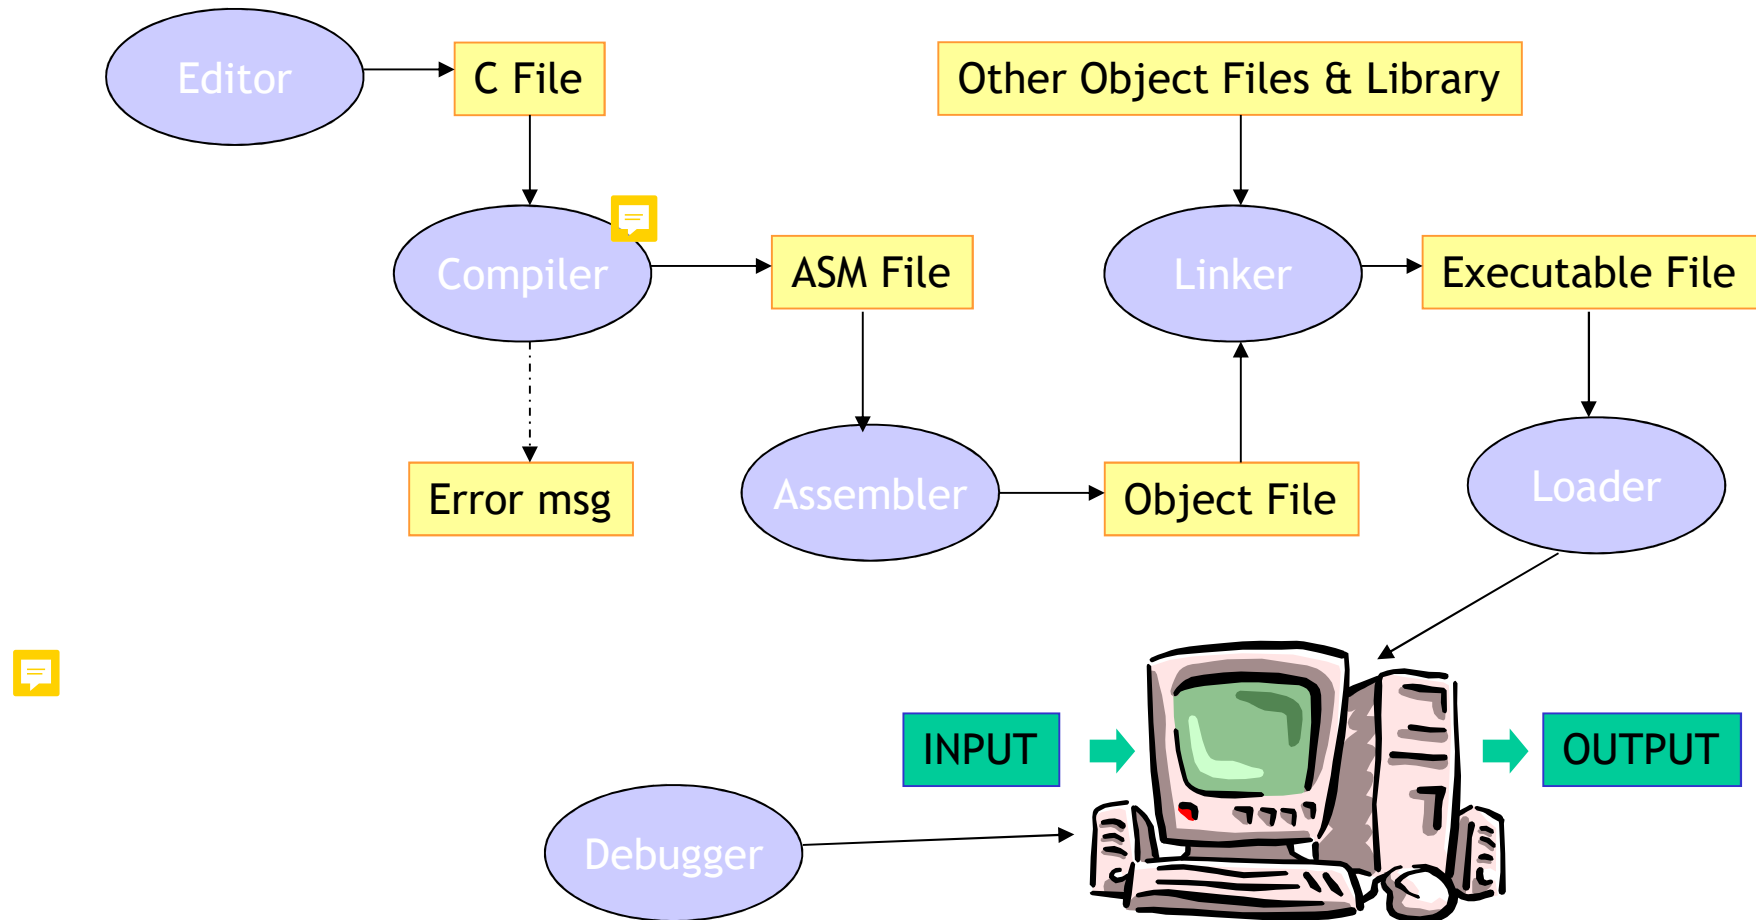 Editor
C File
Other Object Files & Library
Compiler
ASM File
Linker
Executable File
Error msg
Assembler
Object File
Loader
INPUT
OUTPUT
Debugger